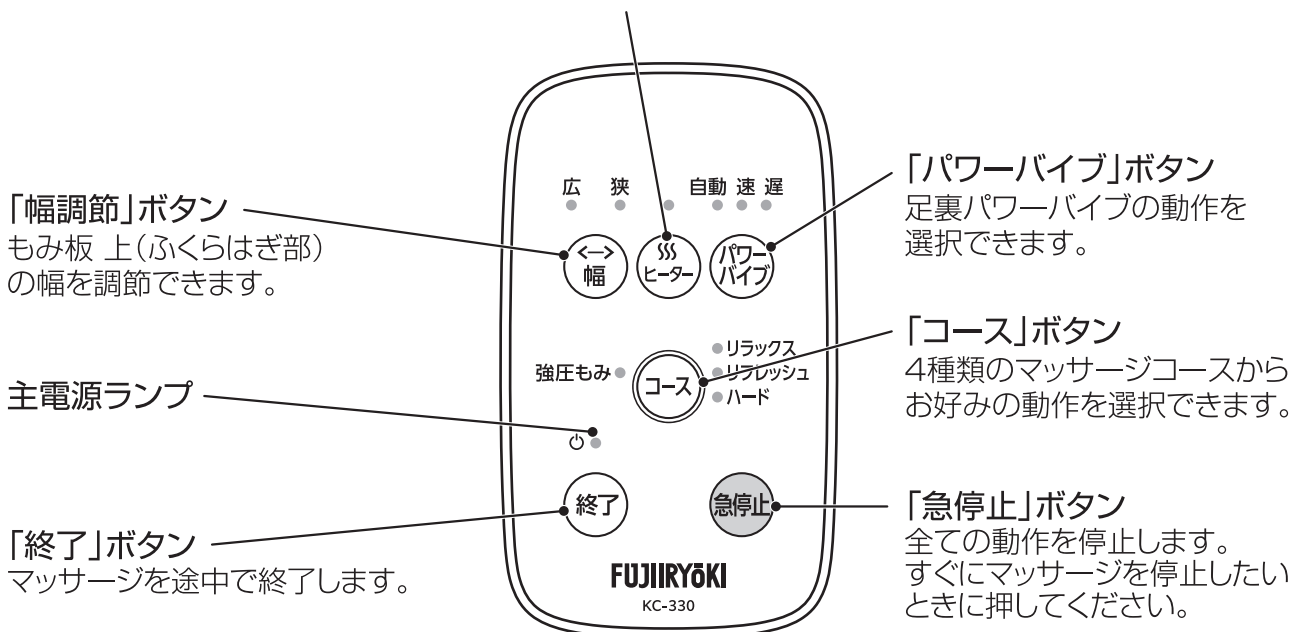 「幅調節」ボタン
もみ板 上(ふくらはぎ部)
の幅を調節できます。
主電源ランプ
「終了」ボタン
マッサージを途中で終了します。
広 狭 自動 速 遅
幅
ヒーター
パワー
バイブ
強圧もみ
コース
リラックス
リフレッシュ
ハード
終了
急停止
FUJIIRYŌKI
KC-330
「パワーバイブ」ボタン
足裏パワーバイブの動作を
選択できます。
「コース」ボタン
4種類のマッサージコースから
お好みの動作を選択できます。
「急停止」ボタン
全ての動作を停止します。
すぐにマッサージを停止したい
ときに押してください。